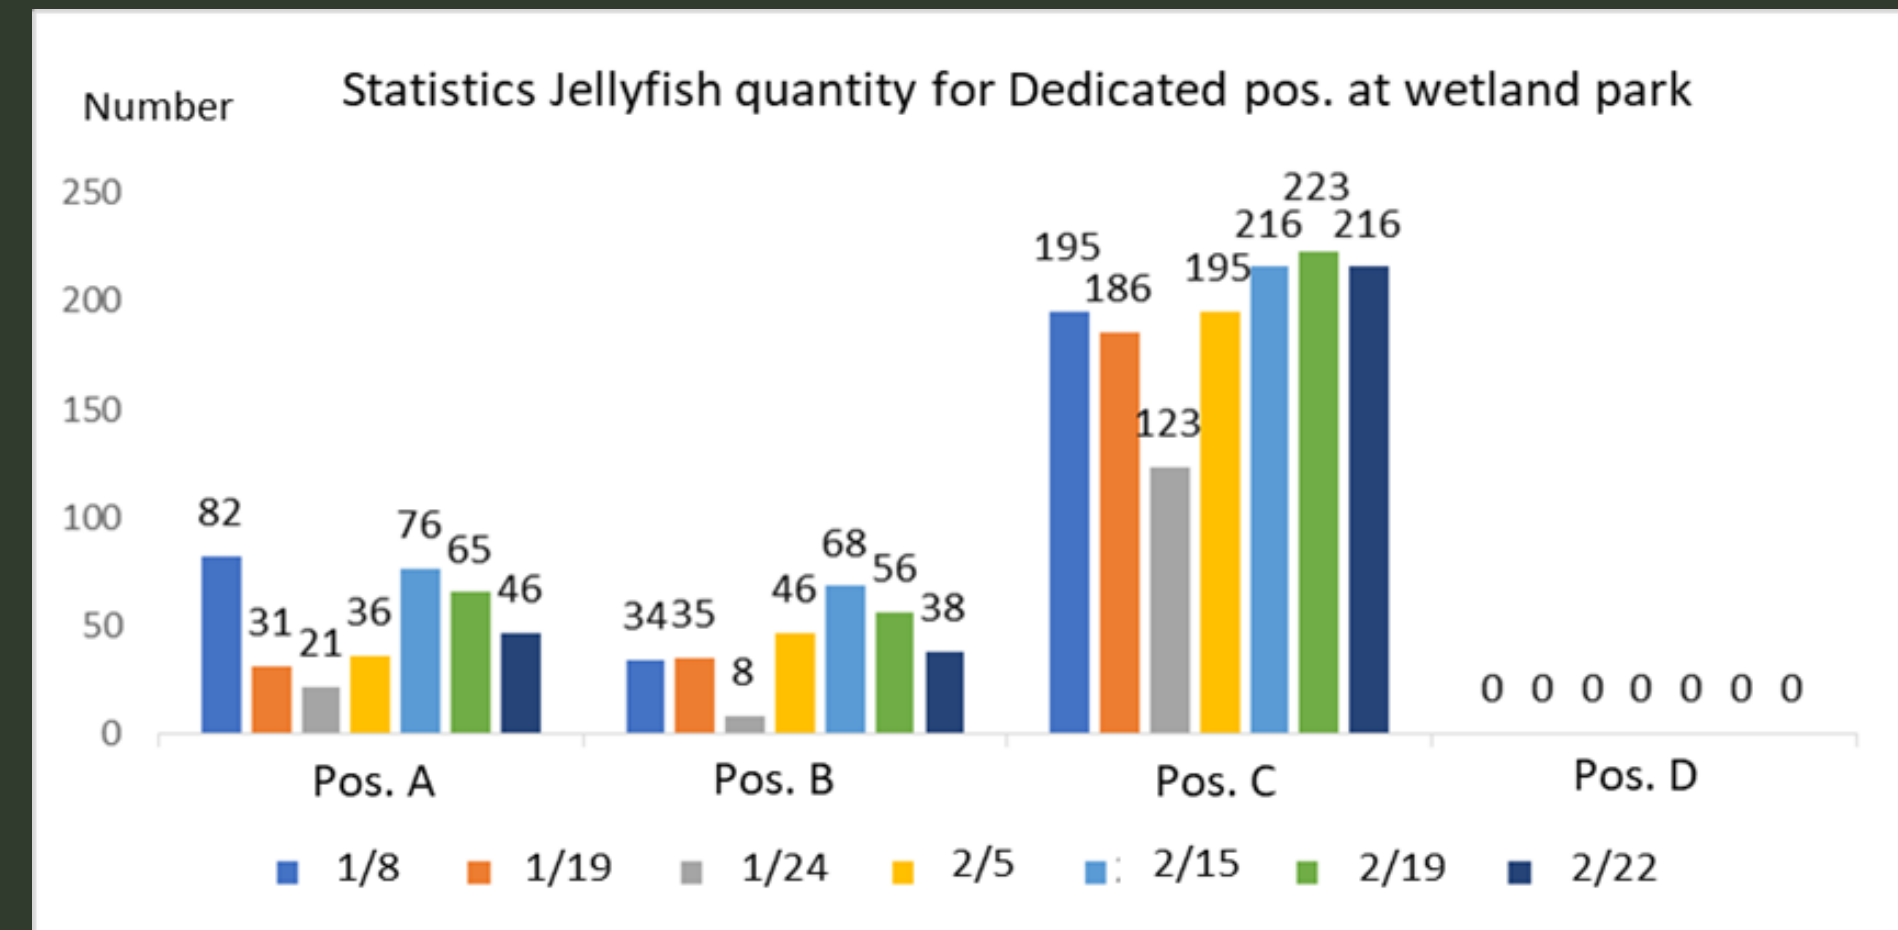 Statistics Jellyfish quantity for Dedicated pos. at wetland park
Number
250
200
150
100
50
0
82 31 21 36 76 65 46
34 35 8 46 68 56 38
195 186 123 195 216 223 216
0 0 0 0 0 0 0
Pos. A Pos. B Pos. C Pos. D
1/8 1/19 1/24 2/5 2/15 2/19 2/22